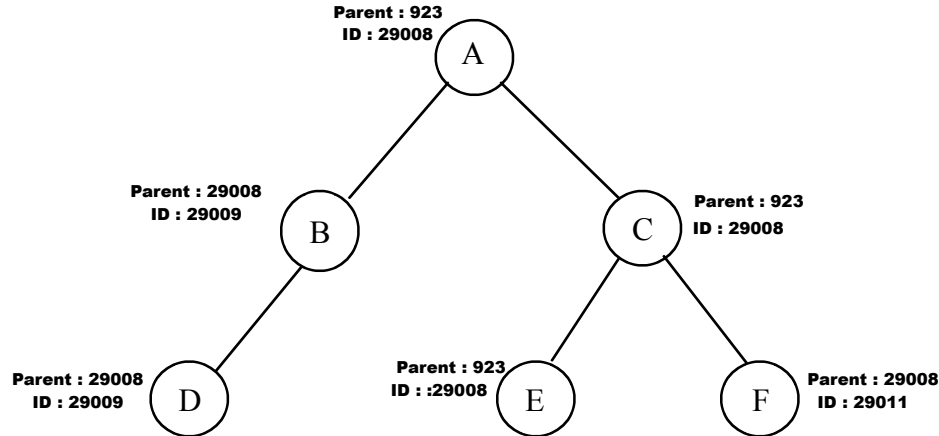 Parent : 923
ID : 29008
A
Parent : 29008
ID : 29009
B
C
Parent : 923
ID : 29008
Parent : 29008
ID : 29009
D
Parent : 923
ID : :29008
E
F
Parent : 29008
ID : 29011